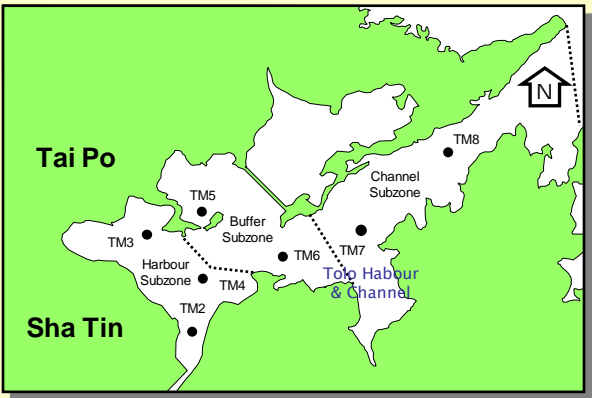 N
TM8
Tai Po
Channel
Subzone
TM5
Buffer
Subzone
TM3
TM6
TM7
Harbour
Subzone
Tolo Habour
& Channel
TM4
TM2
Sha Tin